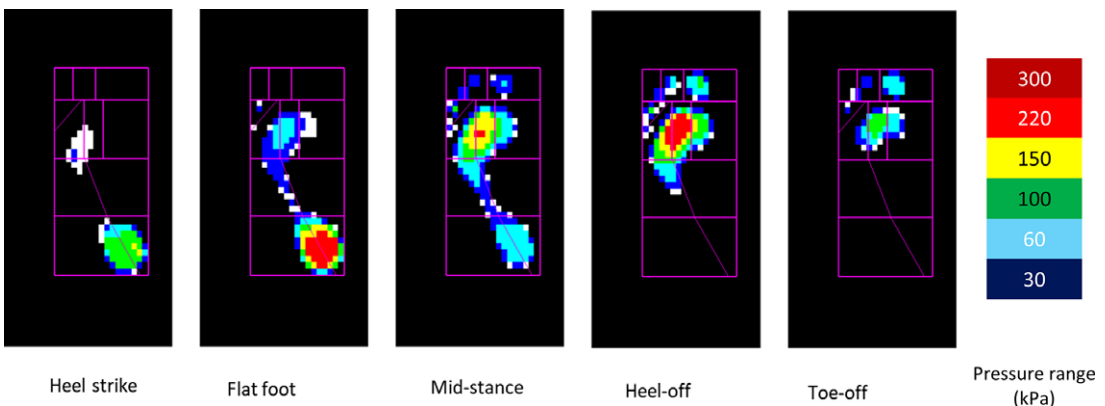 300
220
150
100
60
30
Heel strike
Flat foot
Mid-stance
Heel-off
Toe-off
Pressure range
(kPa)